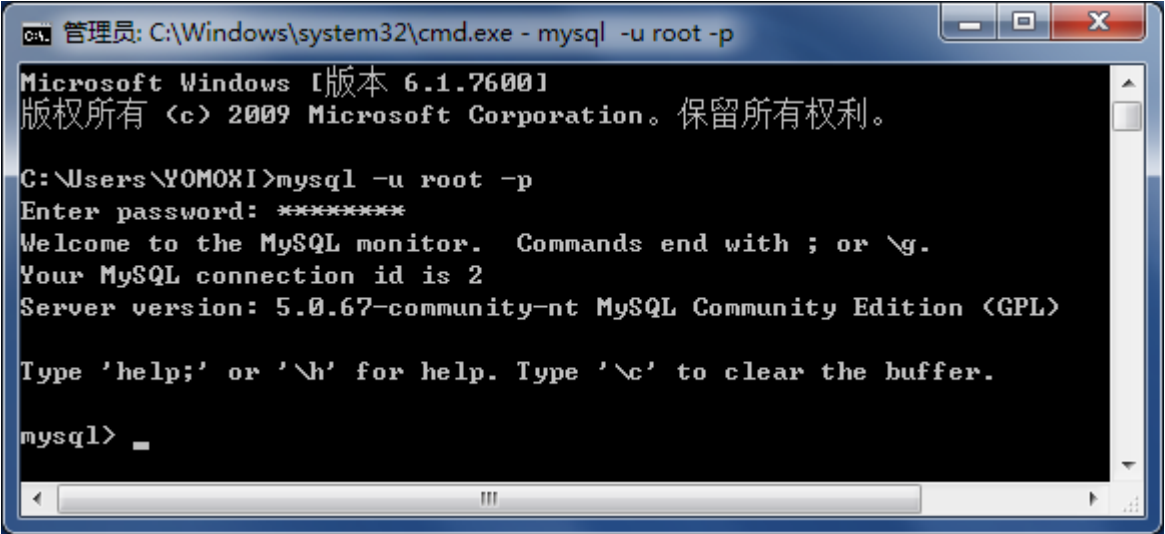 管理员: C:\Windows\system32\cmd.exe - mysql  -u root -p
Microsoft Windows [版本 6.1.7600]
版权所有 (c) 2009 Microsoft Corporation。保留所有权利。
C:\Users\YOMOXI>mysql -u root -p
Enter password: ********
Welcome to the MySQL monitor.  Commands end with ; or \g.
Your MySQL connection id is 2
Server version: 5.0.67-community-nt MySQL Community Edition (GPL)
Type 'help;' or '\h' for help. Type '\c' to clear the buffer.
mysql> _